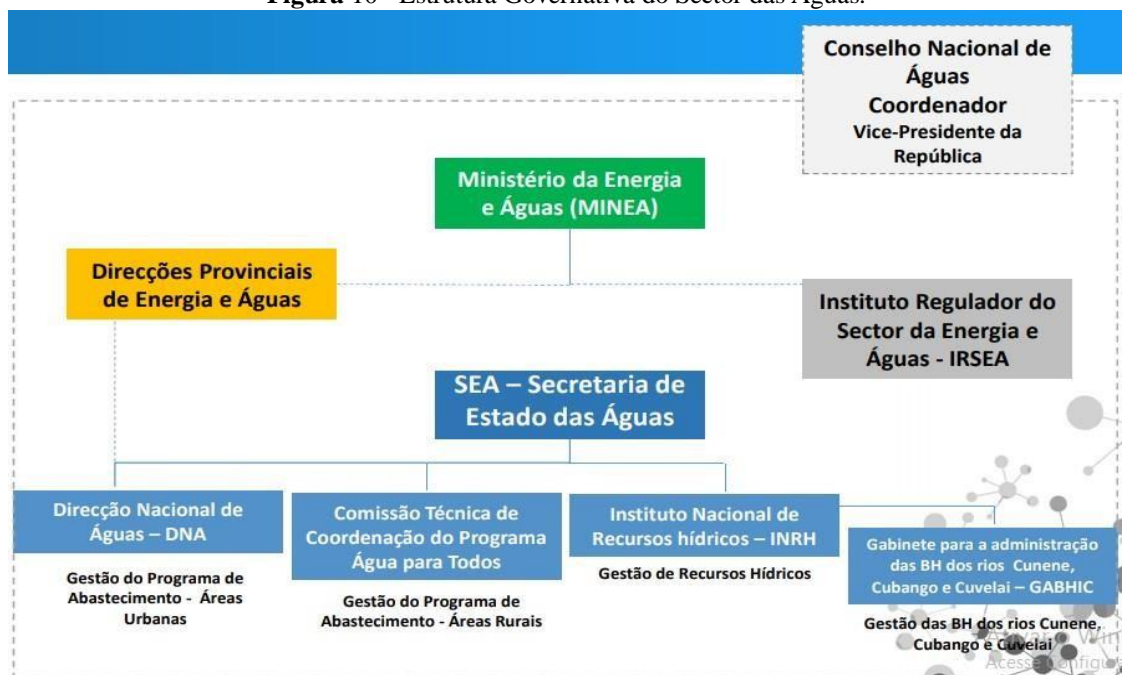 Figura 10 - Estrutura Governativa do Sector das Águas.
Conselho Nacional de
Águas
Coordenador
Vice-Presidente da
República
Ministério da Energia
e Águas (MINEA)
Direcções Provinciais
de Energia e Águas
Instituto Regulador do
Sector da Energia e
Águas - IRSEA
SEA – Secretaria de
Estado das Águas
Direcção Nacional de
Águas – DNA
Gestão do Programa de
Abastecimento - Áreas
Urbanas
Comissão Técnica de
Coordenação do Programa
Água para Todos
Gestão do Programa de
Abastecimento - Áreas Rurais
Instituto Nacional de
Recursos hídricos – INRH
Gestão de Recursos Hídricos
Gabinete para a administração
das BH dos rios Cunene,
Cubango e Cuvelai – GABHIC
Gestão das BH dos rios Cunene,
Cubango e Cuvelai
Ativar o Win
Acesse Configu